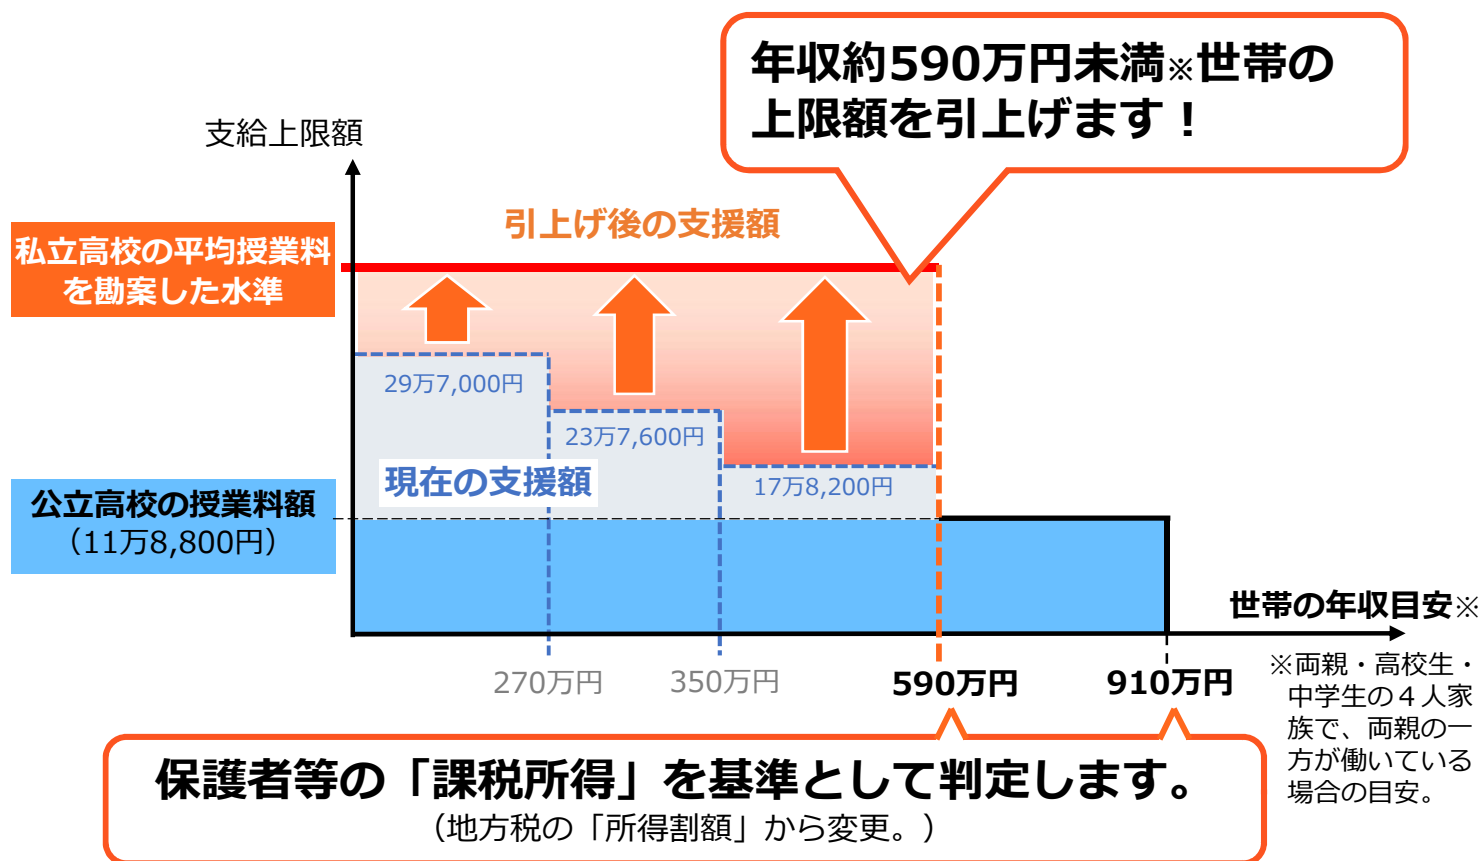 年収約590万円未満※世帯の
上限額を引上げます！
支給上限額
引上げ後の支援額
私立高校の平均授業料
を勘案した水準
29万7,000円
23万7,600円
17万8,200円
現在の支援額
公立高校の授業料額
（11万8,800円）
世帯の年収目安※
270万円
350万円
590万円
910万円
※両親・高校生・
中学生の４人家
族で、両親の一
方が働いている
場合の目安。
保護者等の「課税所得」を基準として判定します。
（地方税の「所得割額」から変更。）